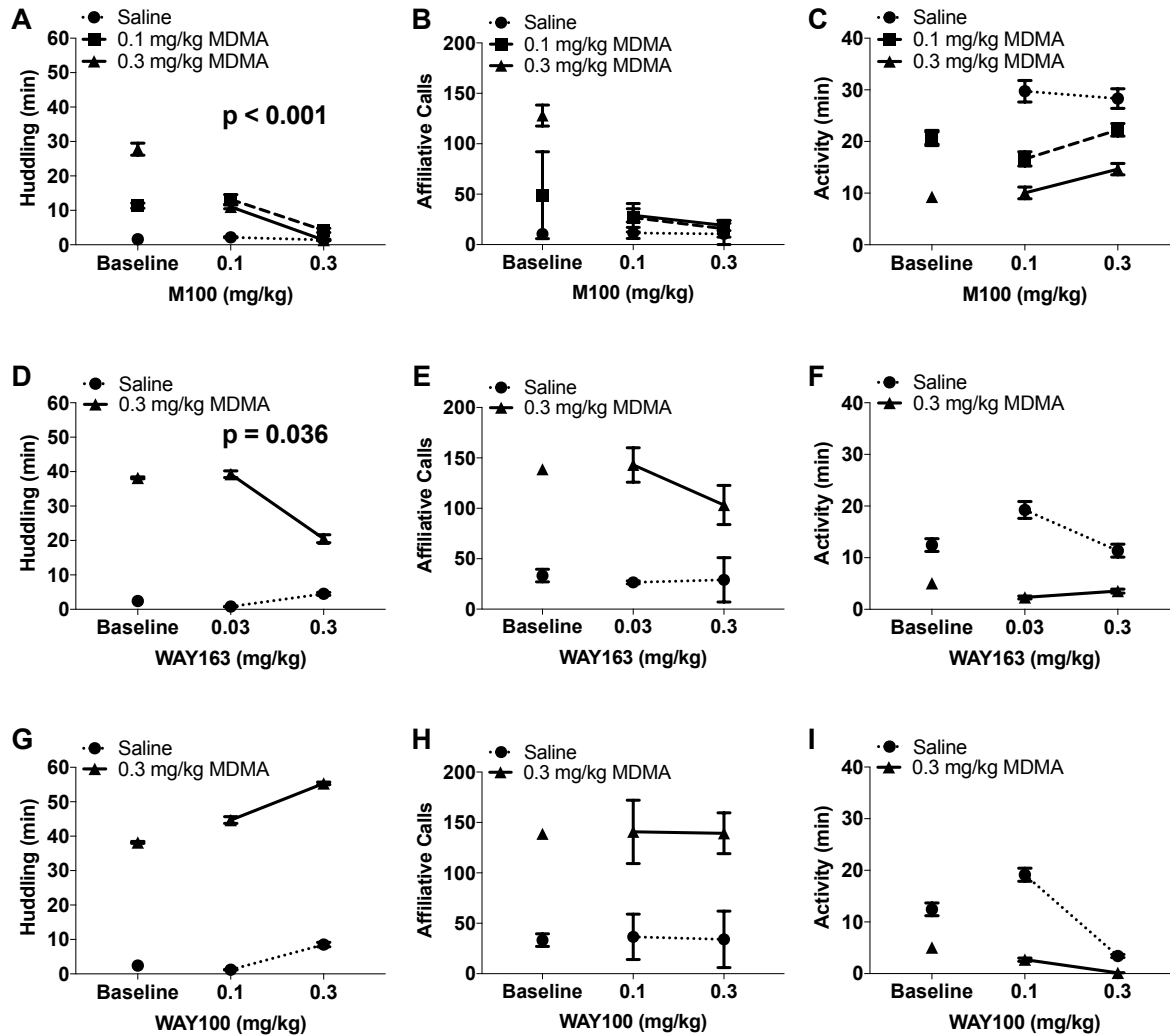 A
Saline
0.1 mg/kg MDMA
0.3 mg/kg MDMA
p < 0.001
60
50
40
30
20
10
0
Huddling (min)
Baseline 0.1 0.3
M100 (mg/kg)
B
Saline
0.1 mg/kg MDMA
0.3 mg/kg MDMA
200
150
100
50
0
Affiliative Calls
Baseline 0.1 0.3
M100 (mg/kg)
C
Saline
0.1 mg/kg MDMA
0.3 mg/kg MDMA
40
30
20
10
0
Activity (min)
Baseline 0.1 0.3
M100 (mg/kg)
D
Saline
0.3 mg/kg MDMA
p = 0.036
60
50
40
30
20
10
0
Huddling (min)
Baseline 0.03 0.3
WAY163 (mg/kg)
E
Saline
0.3 mg/kg MDMA
200
150
100
50
0
Affiliative Calls
Baseline 0.03 0.3
WAY163 (mg/kg)
F
Saline
0.3 mg/kg MDMA
40
30
20
10
0
Activity (min)
Baseline 0.03 0.3
WAY163 (mg/kg)
G
Saline
0.3 mg/kg MDMA
60
50
40
30
20
10
0
Huddling (min)
Baseline 0.1 0.3
WAY100 (mg/kg)
H
Saline
0.3 mg/kg MDMA
200
150
100
50
0
Affiliative Calls
Baseline 0.1 0.3
WAY100 (mg/kg)
I
Saline
0.3 mg/kg MDMA
40
30
20
10
0
Activity (min)
Baseline 0.1 0.3
WAY100 (mg/kg)